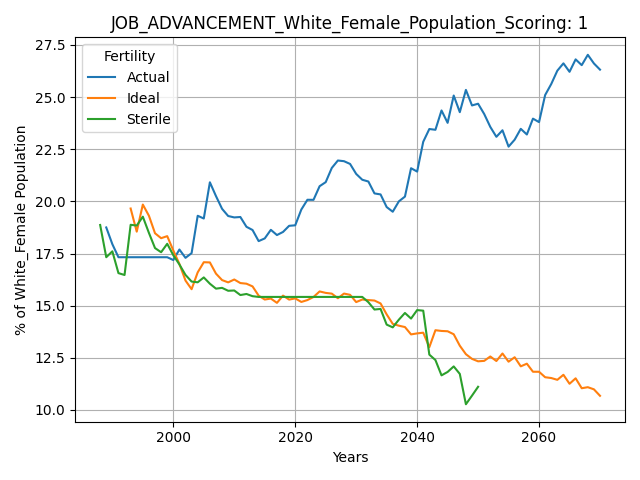 JOB_ADVANCEMENT_White_Female_Population_Scoring: 1
Fertility
Actual
Ideal
Sterile
% of White_Female Population
27.5
25.0
22.5
20.0
17.5
15.0
12.5
10.0
2000 2020 2040 2060
Years